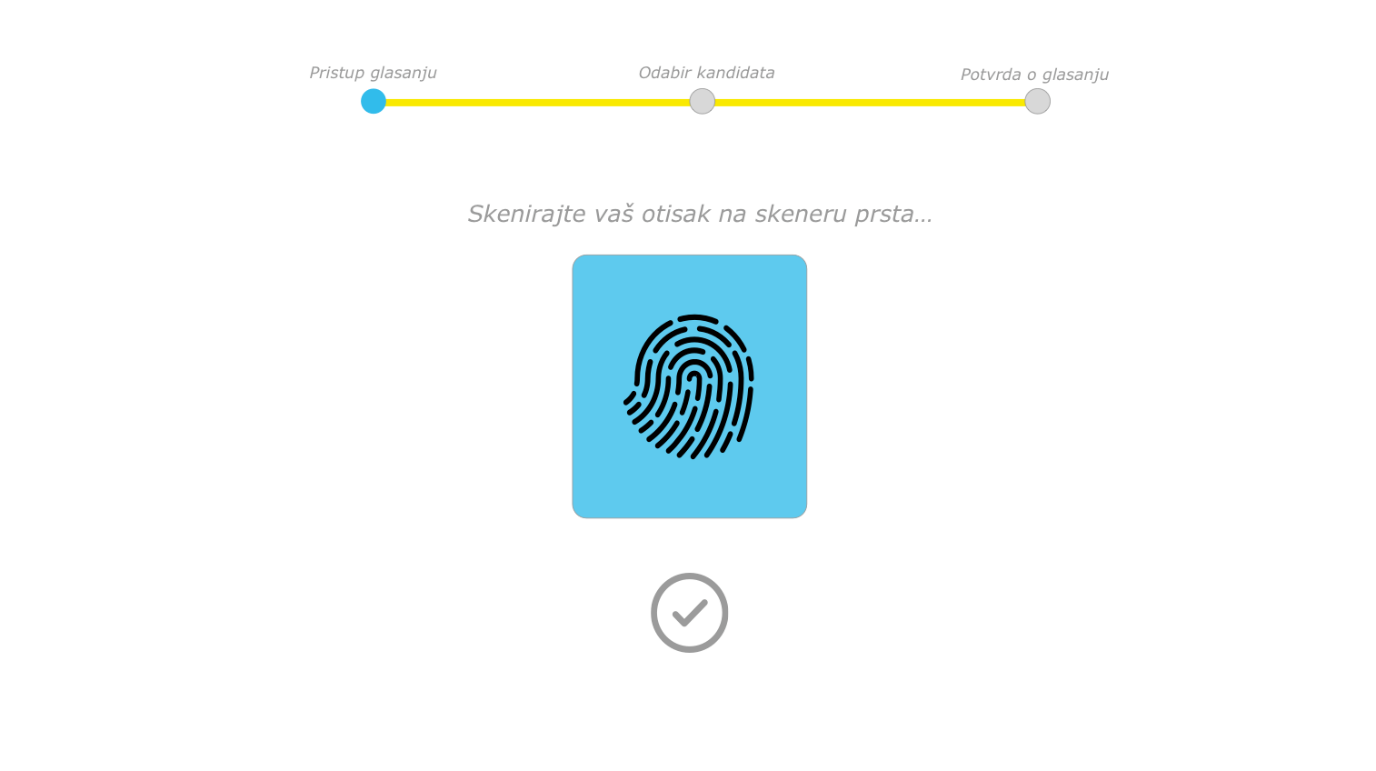 Pristup glasanju
Odabir kandidata
Potvrda o glasanju
Skenirajte vaš otisak na skeneru prsta...